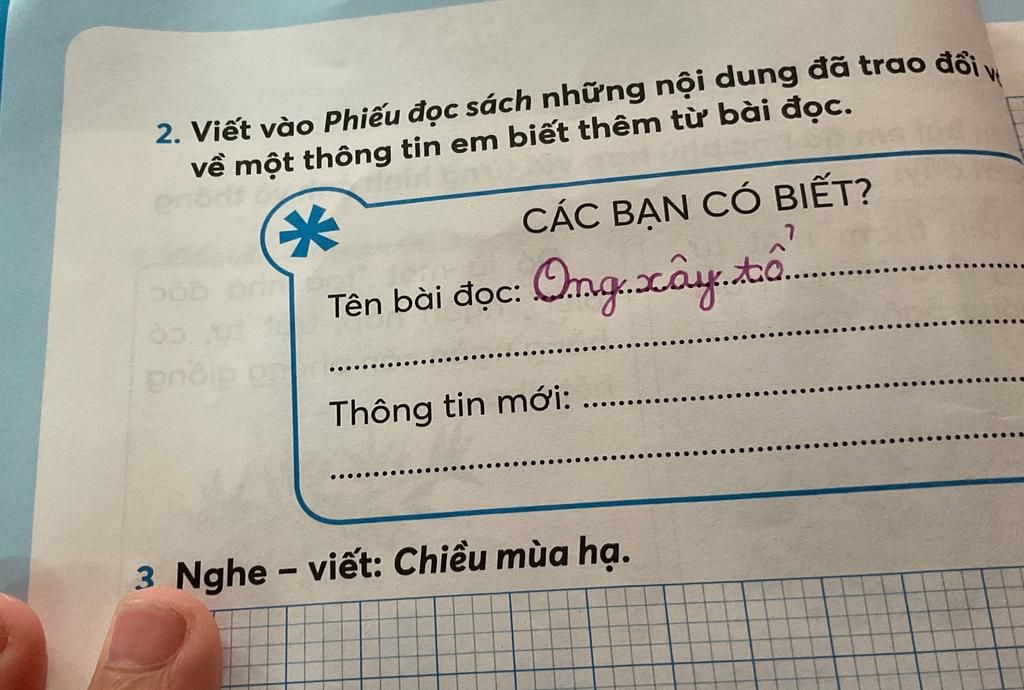 2. Viết vào Phiếu đọc sách những nội dung đã trao đổi
về một thông tin em biết thêm từ bài đọc.
CÁC BẠN CÓ BIẾT?
Tên bài đọc: Ong xây tổ
Thông tin mới:
3 Nghe – viết: Chiều mùa hạ.